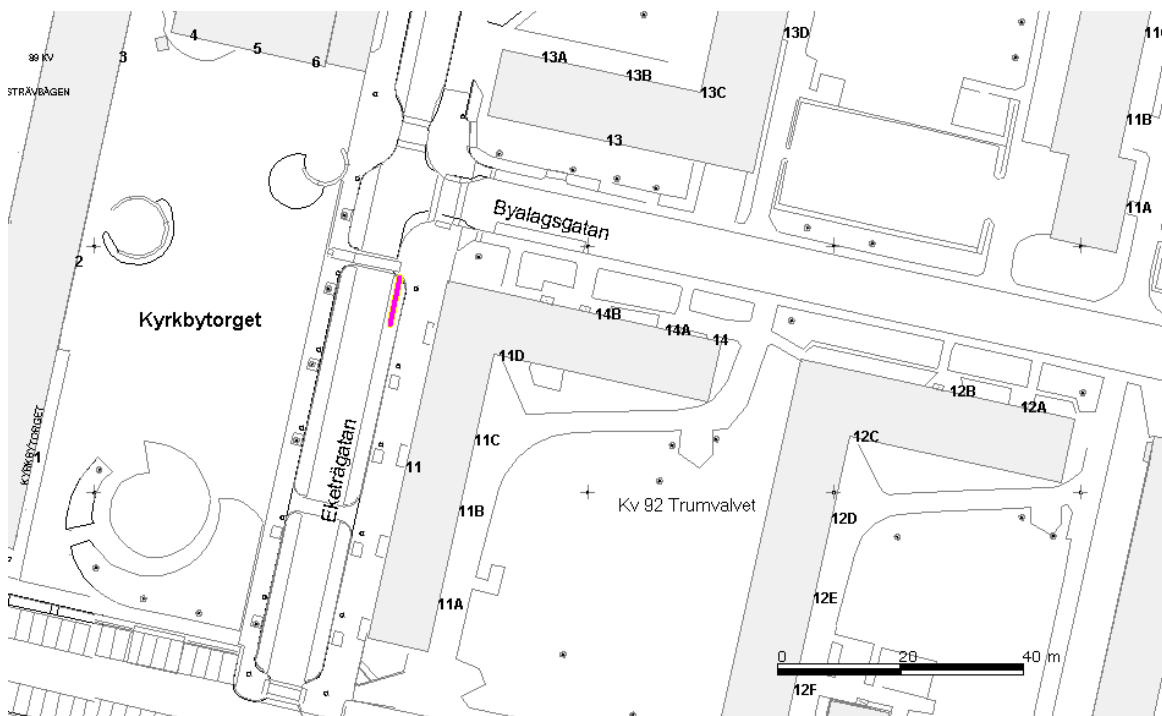 13D
4
5
6
3
89 KV
13A
13B
13C
STRÄVBÅGEN
11B
13
11A
Byalagsgatan
2
Kyrkbytorget
14B
14A
14
11D
12B
12A
KYRKBYTORGET
1
11
11C
12C
Eketrägatan
11B
Kv 92 Trumvalvet
12D
11A
12E
0
20
40 m
12F